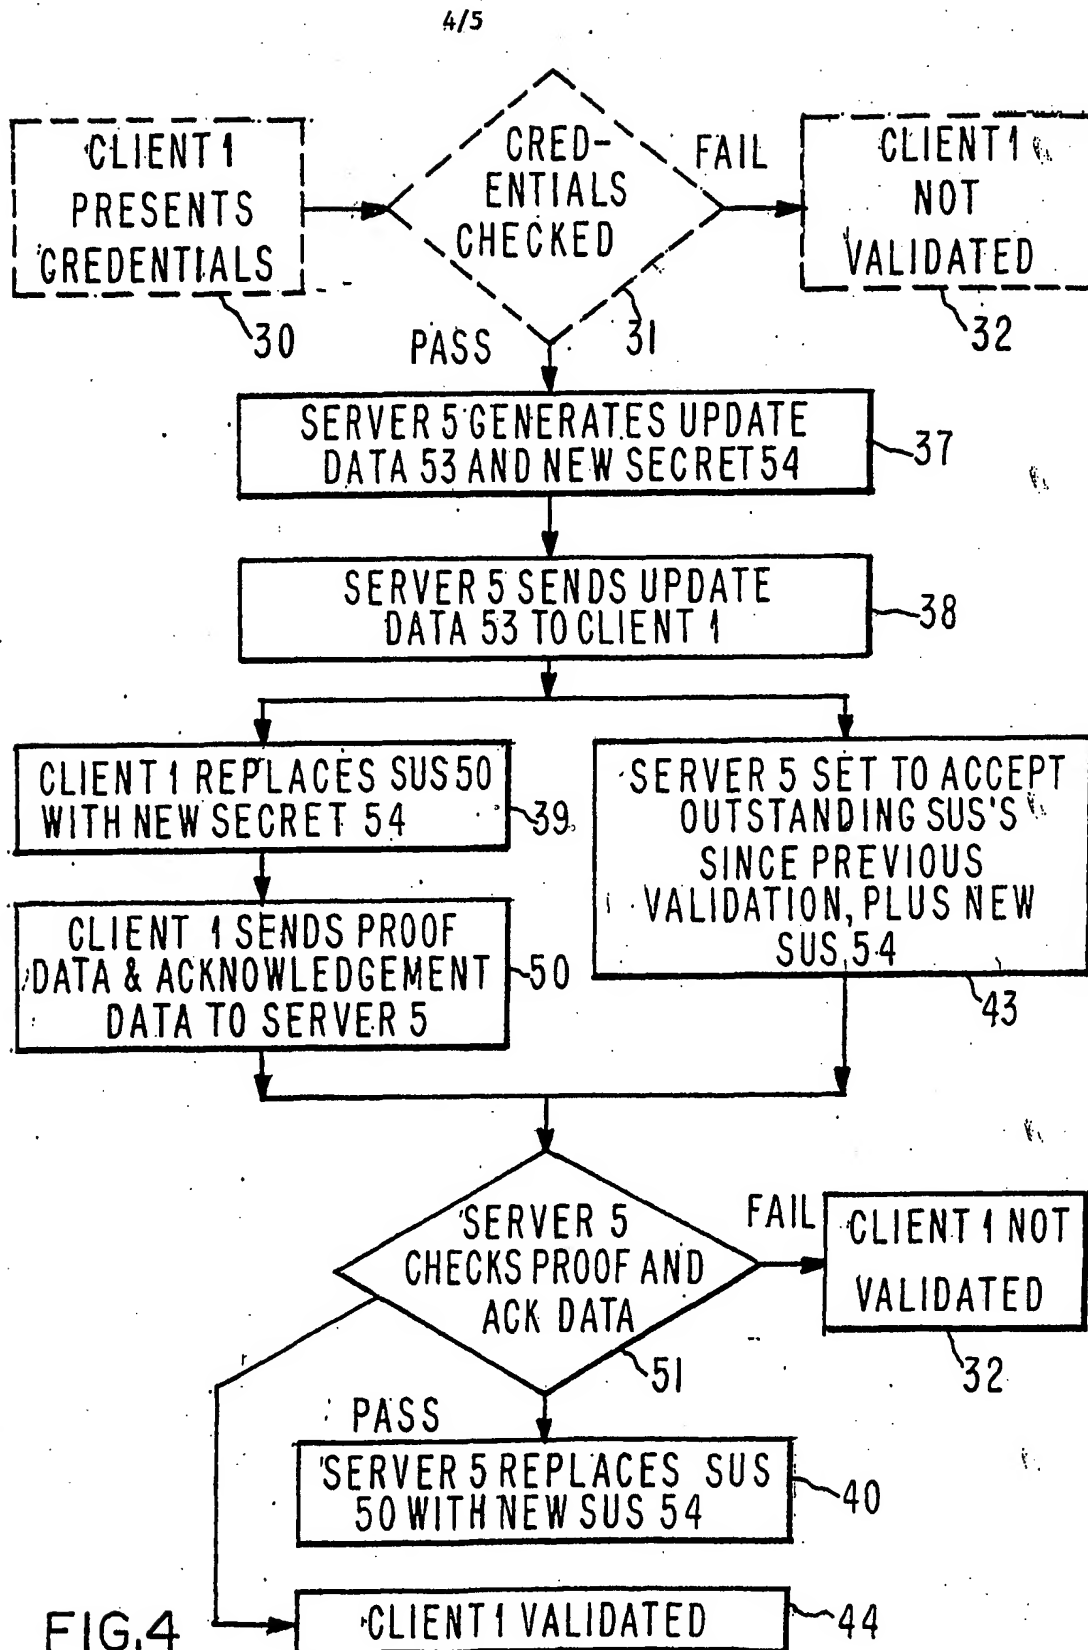 4/5
CLIENT 1
PRESENTS
CREDENTIALS
30
CRED-
ENTIALS
CHECKED
31
FAIL
CLIENT 1
NOT
VALIDATED
32
PASS
SERVER 5 GENERATES UPDATE
DATA 53 AND NEW SECRET 54
37
SERVER 5 SENDS UPDATE
DATA 53 TO CLIENT 1
38
CLIENT 1 REPLACES SUS 50
WITH NEW SECRET 54
39
SERVER 5 SET TO ACCEPT
OUTSTANDING SUS'S
SINCE PREVIOUS
VALIDATION, PLUS NEW
SUS 54
43
CLIENT 1 SENDS PROOF
DATA & ACKNOWLEDGEMENT
DATA TO SERVER 5
50
SERVER 5
CHECKS PROOF AND
ACK DATA
51
FAIL
CLIENT 1 NOT
VALIDATED
32
PASS
SERVER 5 REPLACES SUS
50 WITH NEW SUS 54
40
CLIENT 1 VALIDATED
44
FIG.4